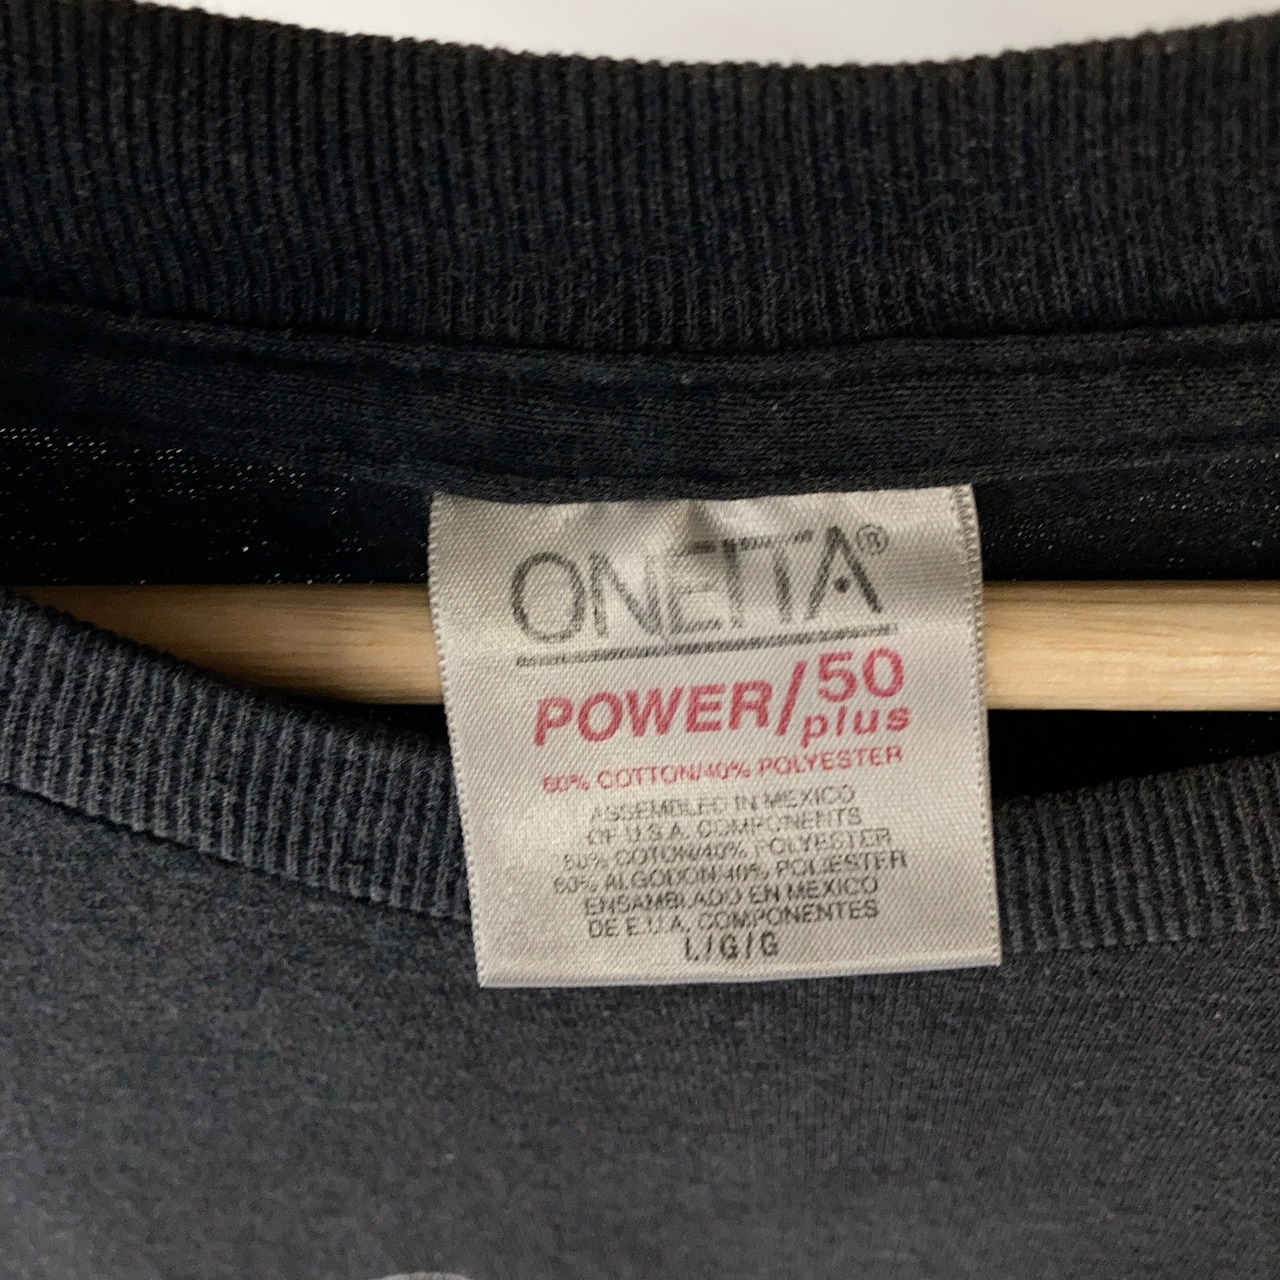 ONEITA®
POWER/50 plus
60% COTTON/40% POLYESTER
ASSEMBLED IN MEXICO
OF U.S.A. COMPONENTS
60% COTON/40% POLYESTER
60% ALGODON/40% POLIESTER
ENSAMBLADO EN MEXICO
DE E.U.A. COMPONENTES
L/G/G